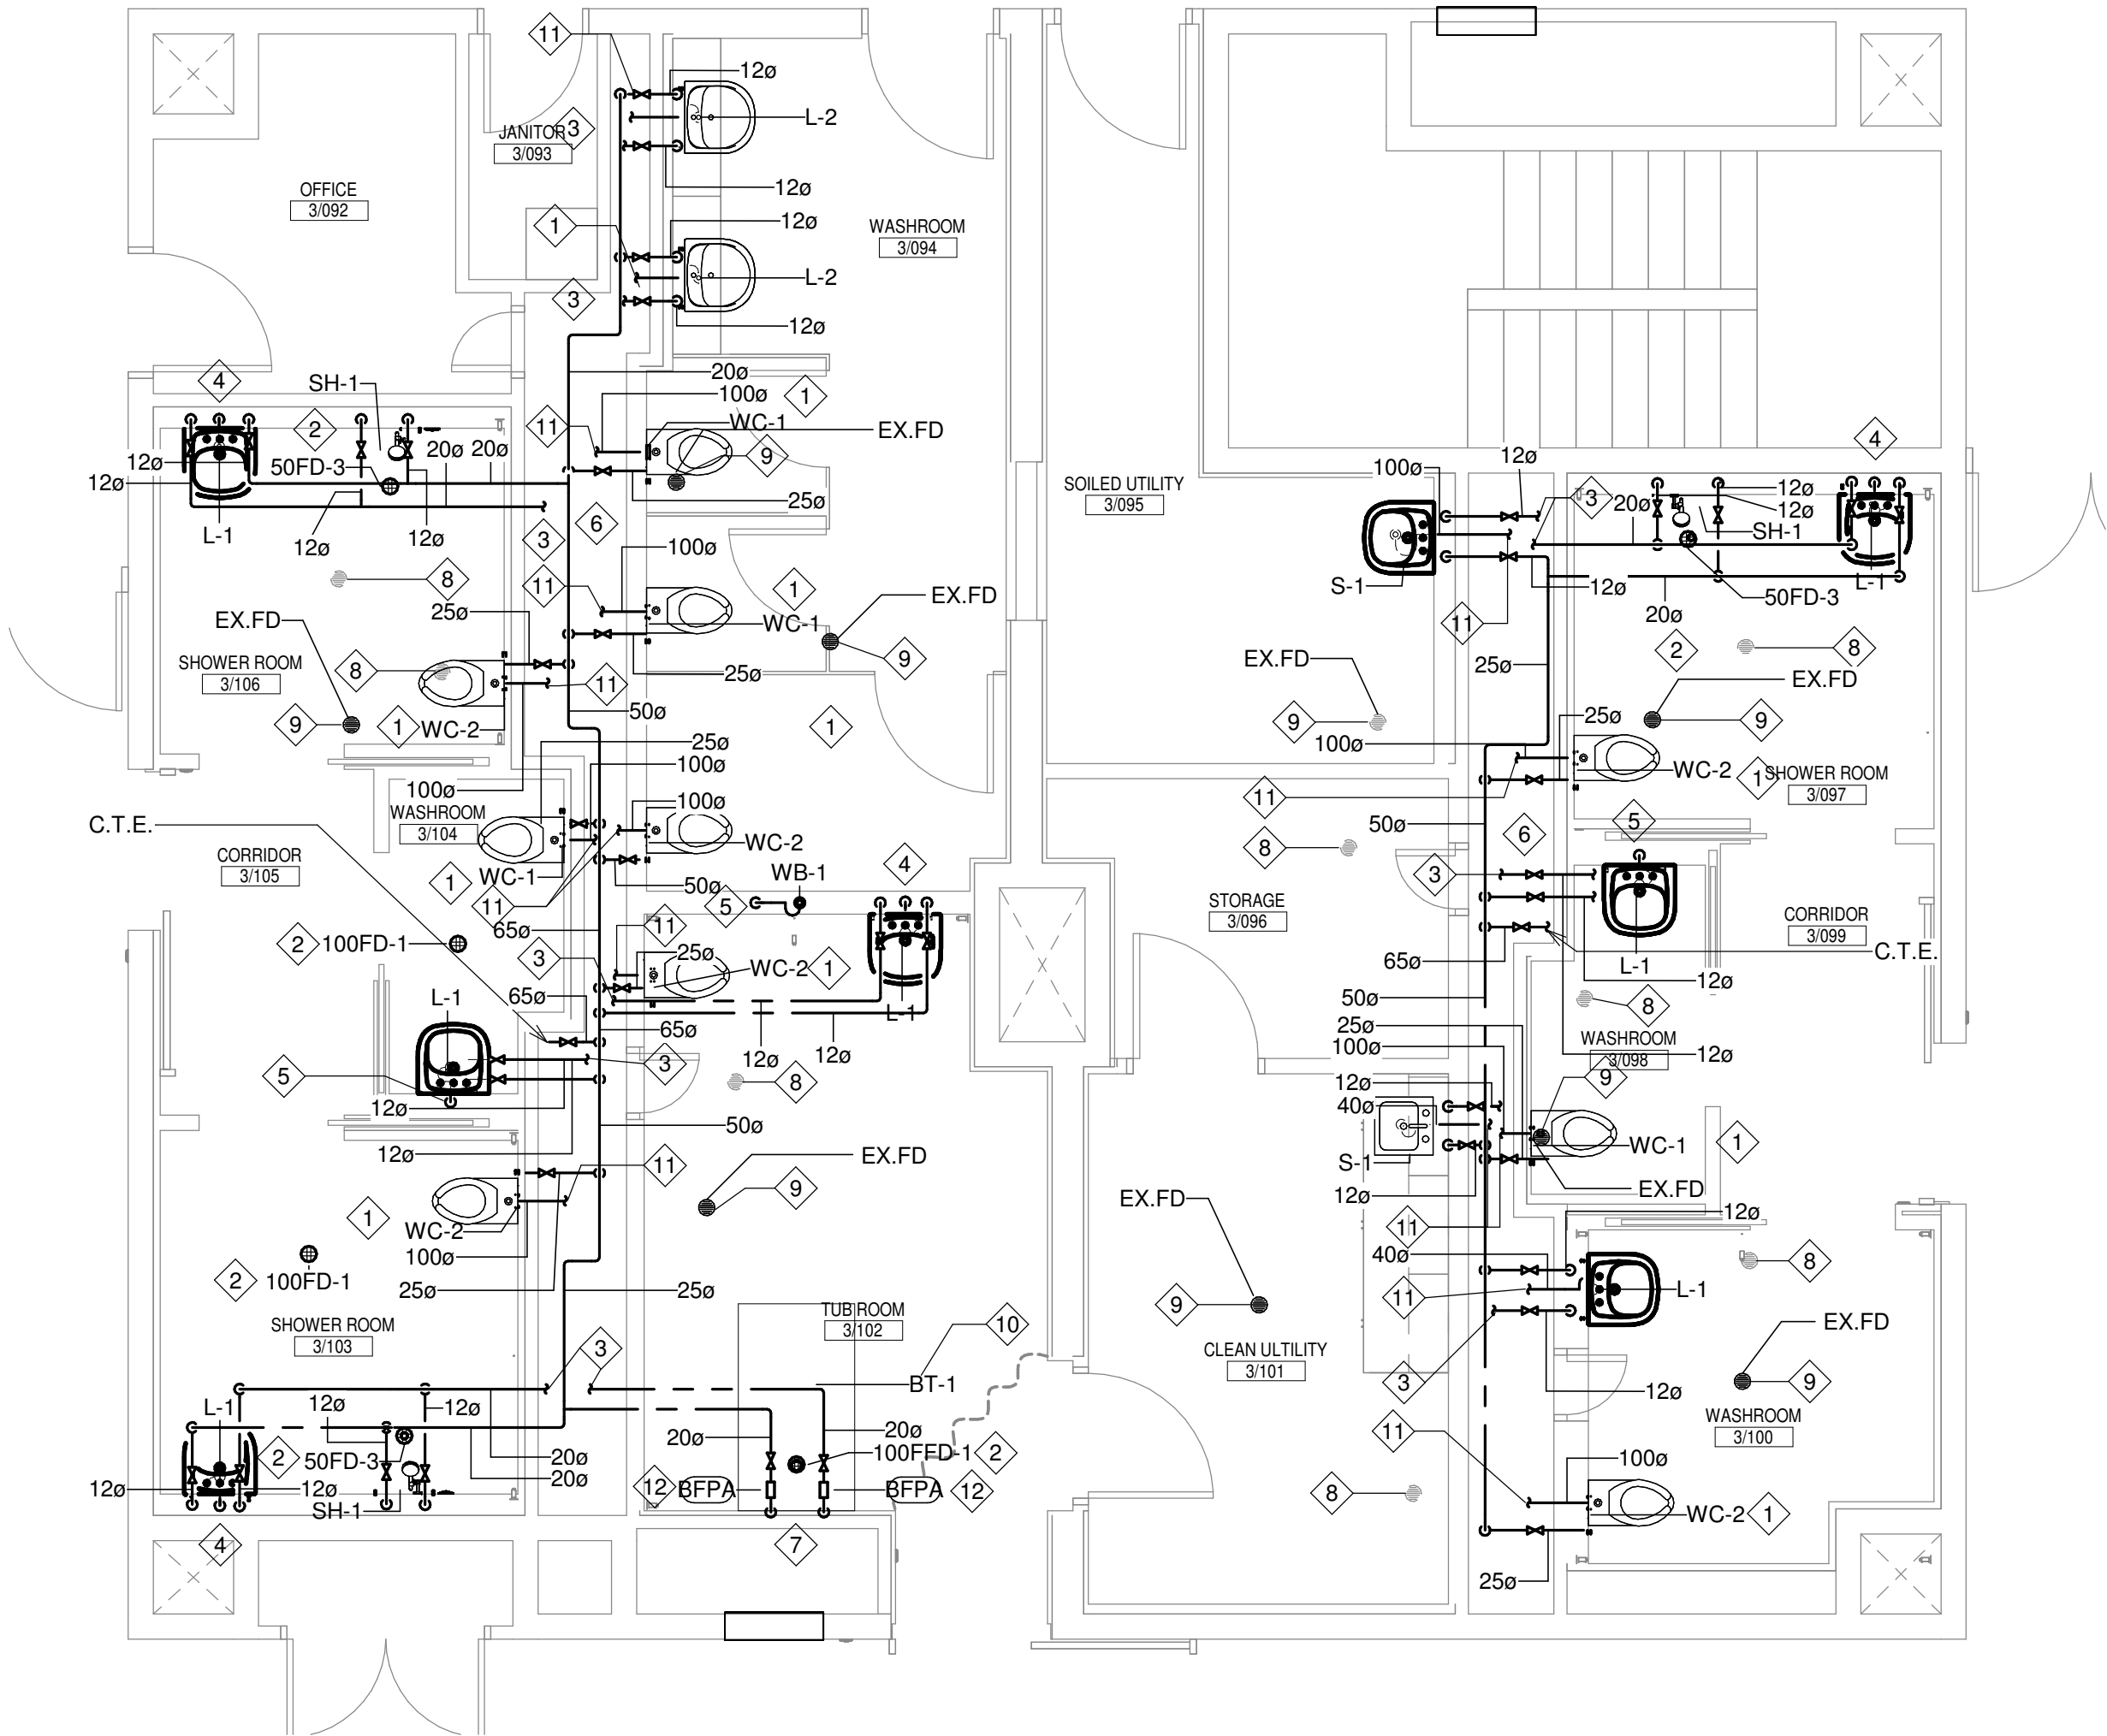 11
12ø
L-2
JANITOR
3
3/093
12ø
OFFICE
3/092
1
12ø
WASHROOM
3/094
L-2
3
12ø
20ø
4
SH-1
100ø
1
2
11
WC-1
EX.FD
4
12ø
50FD-3
20ø
20ø
9
12ø
100ø
12ø
SOILED UTILITY
3/095
3
20ø
12ø
12ø
25ø
6
SH-1
L-1
12ø
12ø
3
100ø
8
11
1
EX.FD
S-1
12ø
L-1
50FD-3
20ø
25ø
WC-1
11
EX.FD
9
2
8
SHOWER ROOM
3/106
8
11
25ø
EX.FD
25ø
EX.FD
9
1
WC-2
50ø
1
9
25ø
9
25ø
100ø
100ø
WC-2
1
SHOWER ROOM
3/097
100ø
WASHROOM
3/104
100ø
11
C.T.E.
50ø
6
5
WC-2
CORRIDOR
3/105
8
4
WC-1
1
50ø
WB-1
3
11
5
STORAGE
3/096
CORRIDOR
3/099
65ø
11
2
100FD-1
3
25ø
WC-2
1
C.T.E.
65ø
L-1
12ø
L-1
65ø
L-1
50ø
8
65ø
25ø
WASHROOM
3/098
12ø
12ø
100ø
12ø
5
3
8
12ø
9
12ø
40ø
50ø
12ø
WC-1
1
11
EX.FD
S-1
9
EX.FD
12ø
EX.FD
1
WC-2
12ø
11
100ø
40ø
8
2
100FD-1
25ø
25ø
11
L-1
9
TUB ROOM
3/102
10
EX.FD
SHOWER ROOM
3/103
3
CLEAN ULTILITY
3/101
BT-1
3
12ø
9
L-1
12ø
12ø
WASHROOM
3/100
20ø
20ø
11
2
50FD-3
20ø
100FFD-1
2
100ø
20ø
12ø
12ø
12
BFPA
BFPA
12
8
SH-1
WC-2
1
4
7
25ø